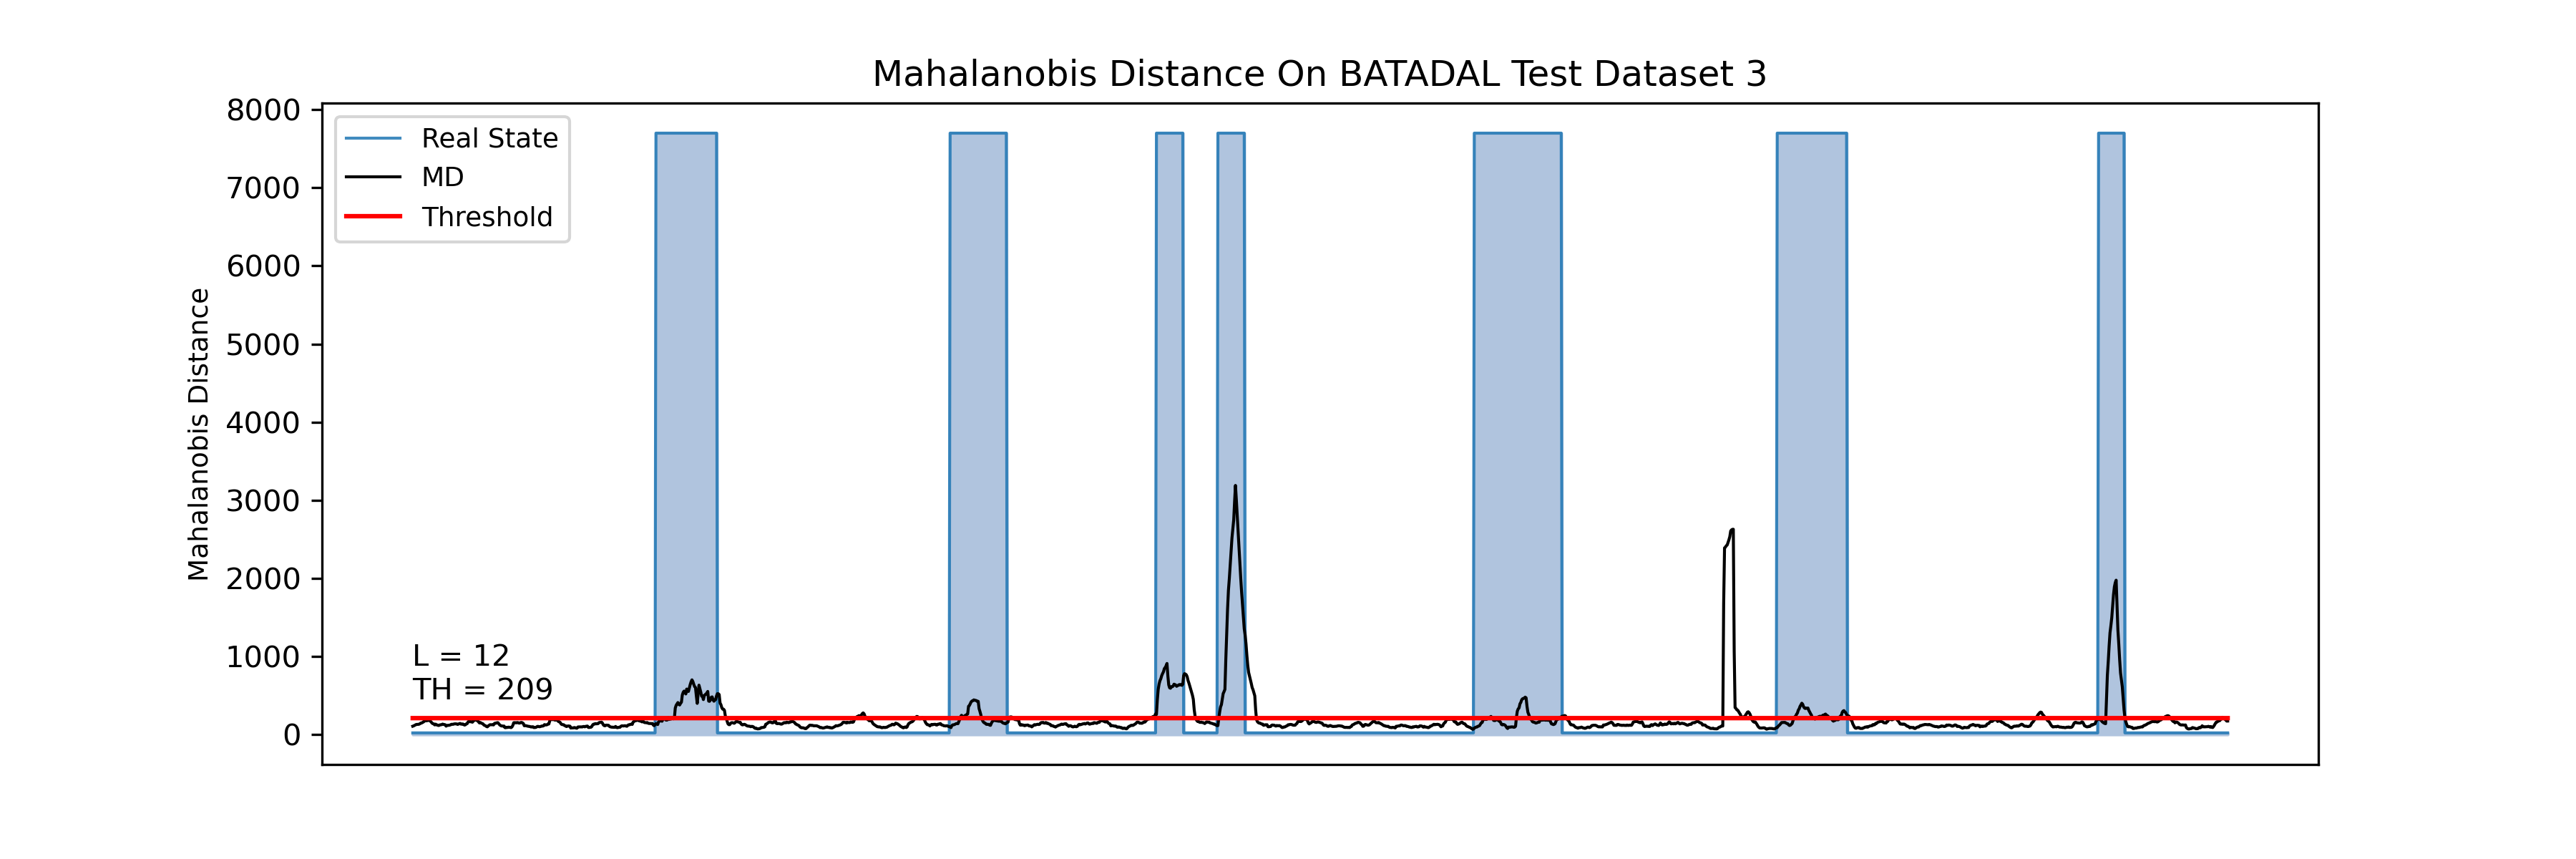 Mahalanobis Distance On BATADAL Test Dataset 3
8000
7000
6000
5000
4000
3000
2000
1000
0
Mahalanobis Distance
Real State
MD
Threshold
L = 12
TH = 209